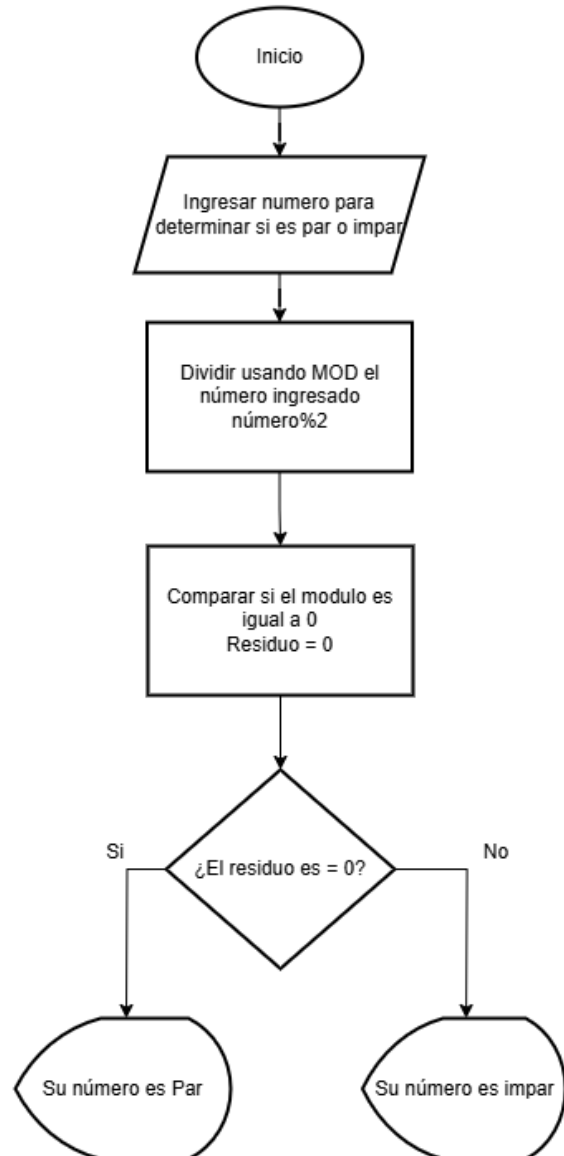 Inicio
Ingresar numero para
determinar si es par o impar
Dividir usando MOD el
número ingresado
número%2
Comparar si el modulo es
igual a 0
Residuo = 0
¿El residuo es = 0?
Si
No
Su número es Par
Su número es impar